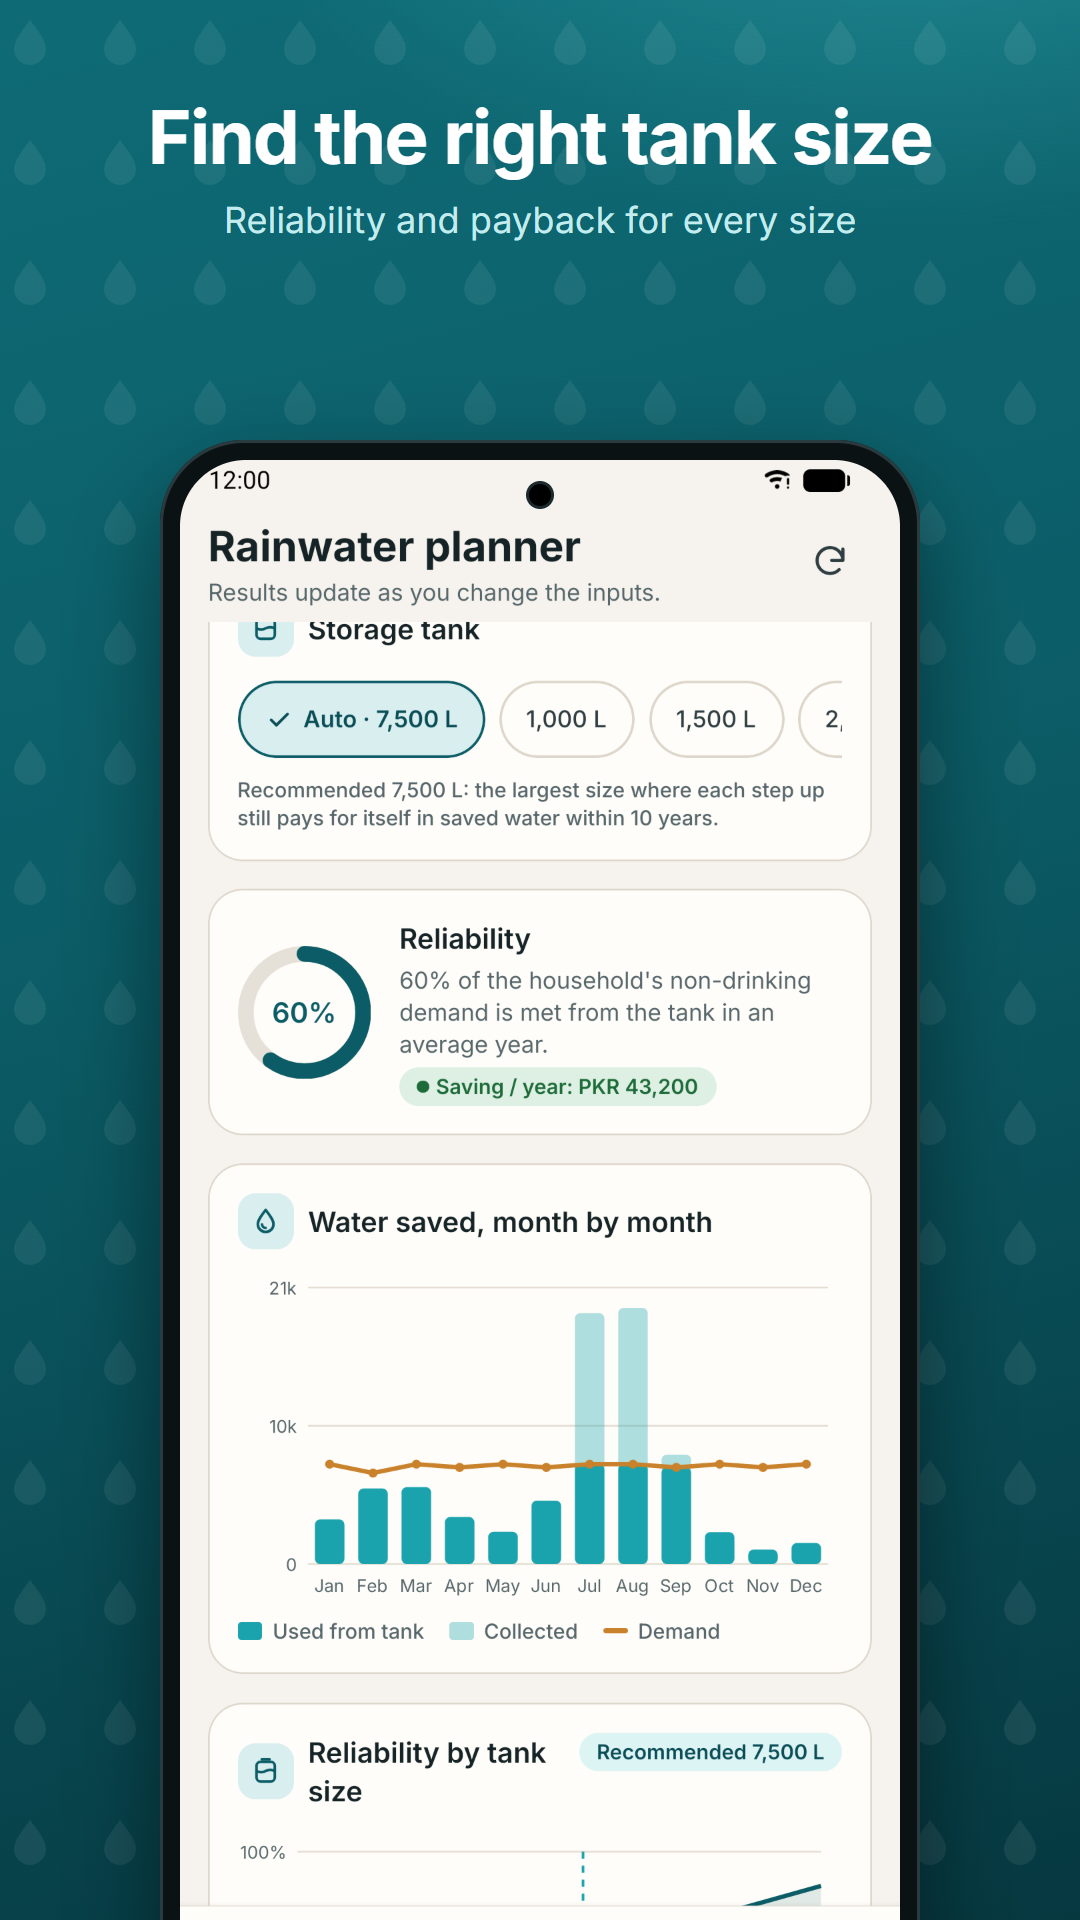 Find the right tank size
Reliability and payback for every size
12:00
Rainwater planner
Results update as you change the inputs.
Storage tank
Auto · 7,500 L
1,000 L
1,500 L
2,
Recommended 7,500 L: the largest size where each step up
still pays for itself in saved water within 10 years.
Reliability
60%
60% of the household's non-drinking
demand is met from the tank in an
average year.
Saving / year: PKR 43,200
Water saved, month by month
21k
10k
0
Jan Feb Mar Apr May Jun Jul Aug Sep Oct Nov Dec
Used from tank
Collected
Demand
Reliability by tank
size
Recommended 7,500 L
100%